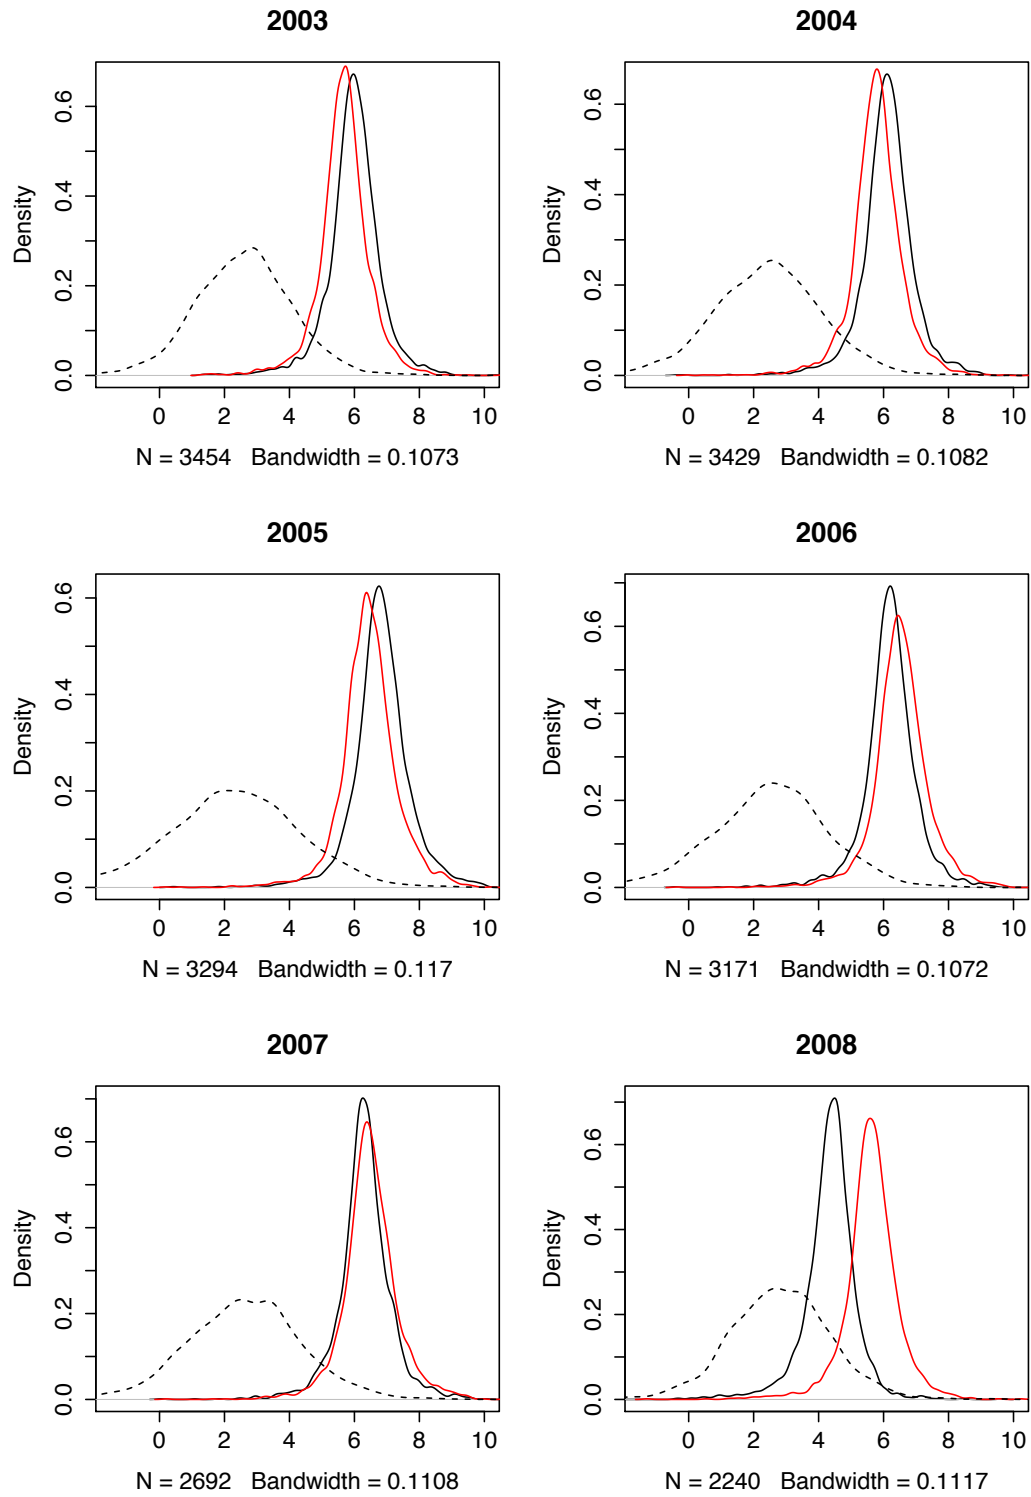 2003
Density
0.0 0.2 0.4 0.6
0 2 4 6 8 10
N = 3454 Bandwidth = 0.1073
2004
Density
0.0 0.2 0.4 0.6
0 2 4 6 8 10
N = 3429 Bandwidth = 0.1082
2005
Density
0.0 0.2 0.4 0.6
0 2 4 6 8 10
N = 3294 Bandwidth = 0.117
2006
Density
0.0 0.2 0.4 0.6
0 2 4 6 8 10
N = 3171 Bandwidth = 0.1072
2007
Density
0.0 0.2 0.4 0.6
0 2 4 6 8 10
N = 2692 Bandwidth = 0.1108
2008
Density
0.0 0.2 0.4 0.6
0 2 4 6 8 10
N = 2240 Bandwidth = 0.1117